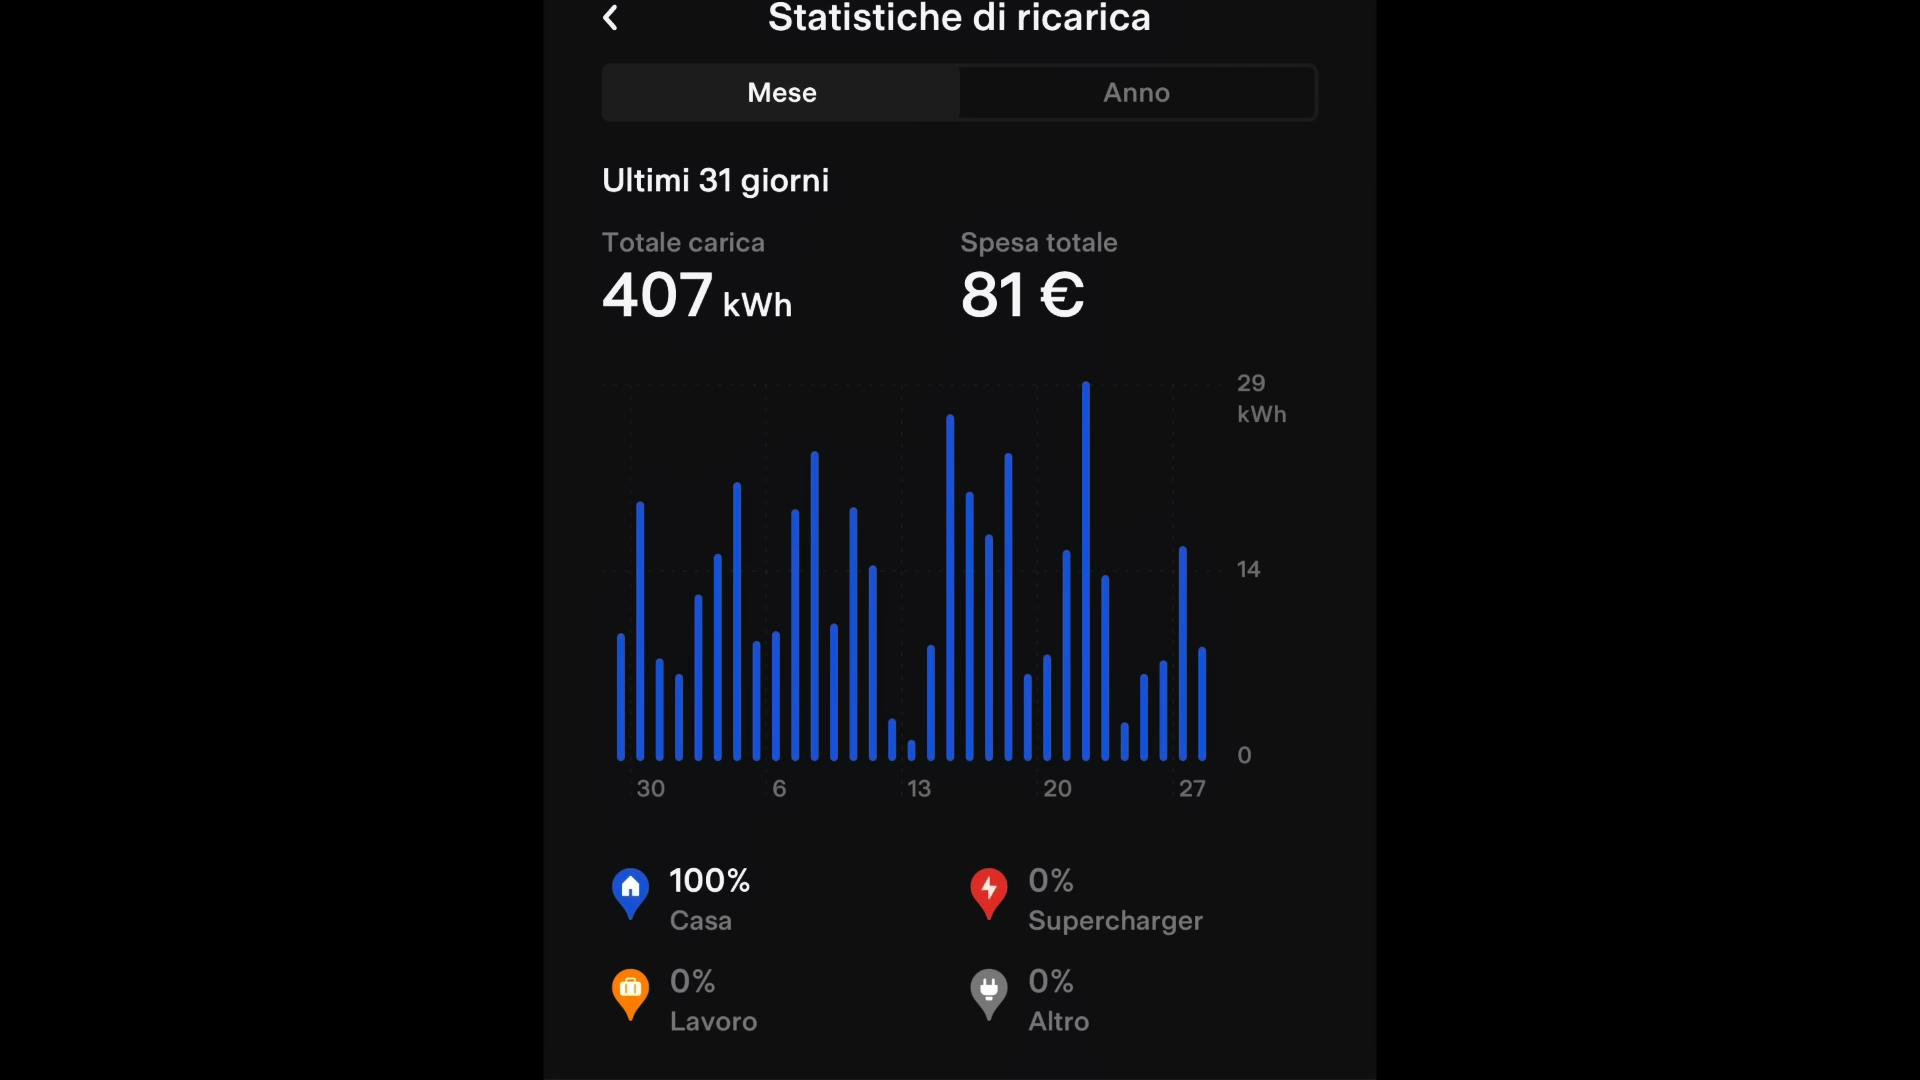 Statistiche di ricarica
Mese Anno
Ultimi 31 giorni
Totale carica Spesa totale
407 kWh 81 €
29
kWh
14
0
30 6 13 20 27
100% 0%
Casa Supercharger
0% 0%
Lavoro Altro